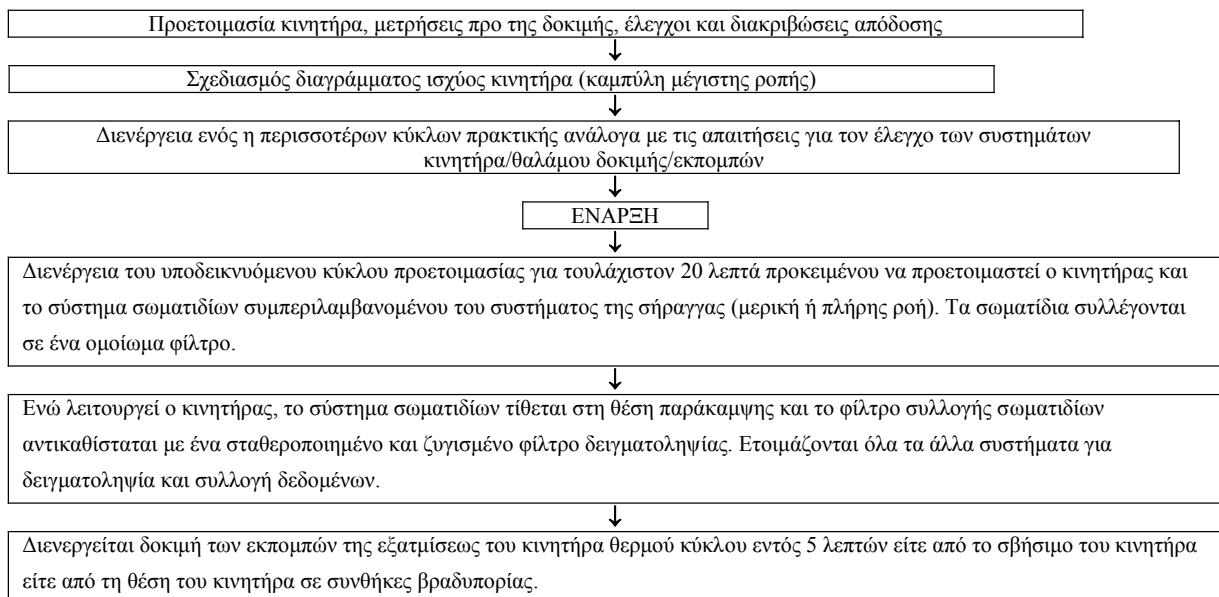 Προετοιμασία κινητήρα, μετρήσεις προ της δοκιμής, έλεγχοι και διακριβώσεις απόδοσης
Σχεδιασμός διαγράμματος ισχύος κινητήρα (καμπύλη μέγιστης ροπής)
Διενέργεια ενός η περισσοτέρων κύκλων πρακτικής ανάλογα με τις απαιτήσεις για τον έλεγχο των συστημάτων
κινητήρα/θαλάμου δοκιμής/εκπομπών
ΕΝΑΡΞΗ
Διενέργεια του υποδεικνυόμενου κύκλου προετοιμασίας για τουλάχιστον 20 λεπτά προκειμένου να προετοιμαστεί ο κινητήρας και
το σύστημα σωματιδίων συμπεριλαμβανομένου του συστήματος της σήραγγας (μερική ή πλήρης ροή). Τα σωματίδια συλλέγονται
σε ένα ομοίωμα φίλτρο.
Ενώ λειτουργεί ο κινητήρας, το σύστημα σωματιδίων τίθεται στη θέση παράκαμψης και το φίλτρο συλλογής σωματιδίων
αντικαθίσταται με ένα σταθεροποιημένο και ζυγισμένο φίλτρο δειγματοληψίας. Ετοιμάζονται όλα τα άλλα συστήματα για
δειγματοληψία και συλλογή δεδομένων.
Διενεργείται δοκιμή των εκπομπών της εξατμίσεως του κινητήρα θερμού κύκλου εντός 5 λεπτών είτε από το σβήσιμο του κινητήρα
είτε από τη θέση του κινητήρα σε συνθήκες βραδυπορίας.